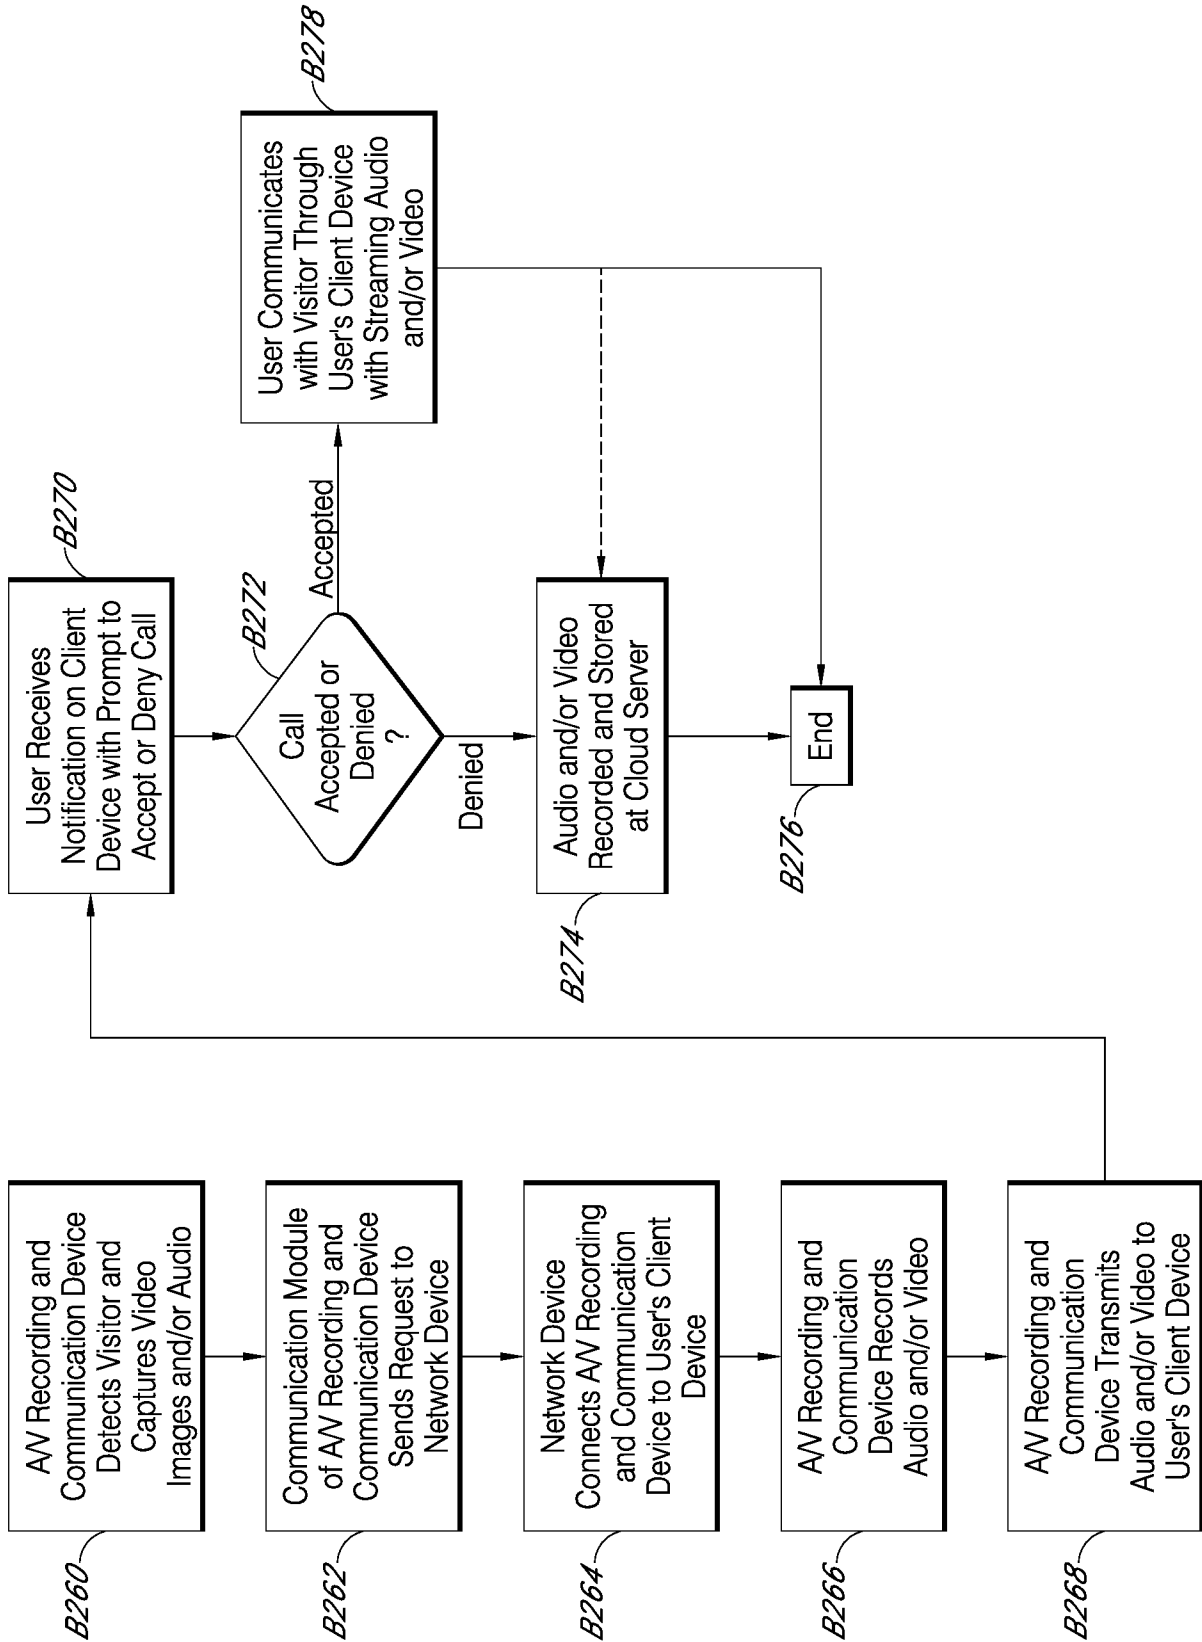 B260
A/V Recording and
Communication Device
Detects Visitor and
Captures Video
Images and/or Audio
B262
Communication Module
of A/V Recording and
Communication Device
Sends Request to
Network Device
B264
Network Device
Connects A/V Recording
and Communication
Device to User's Client
Device
B266
A/V Recording and
Communication
Device Records
Audio and/or Video
B268
A/V Recording and
Communication
Device Transmits
Audio and/or Video to
User's Client Device
B270
User Receives
Notification on Client
Device with Prompt to
Accept or Deny Call
B272
Call
Accepted or
Denied
?
Accepted
Denied
B278
User Communicates
with Visitor Through
User's Client Device
with Streaming Audio
and/or Video
B274
Audio and/or Video
Recorded and Stored
at Cloud Server
B276
End